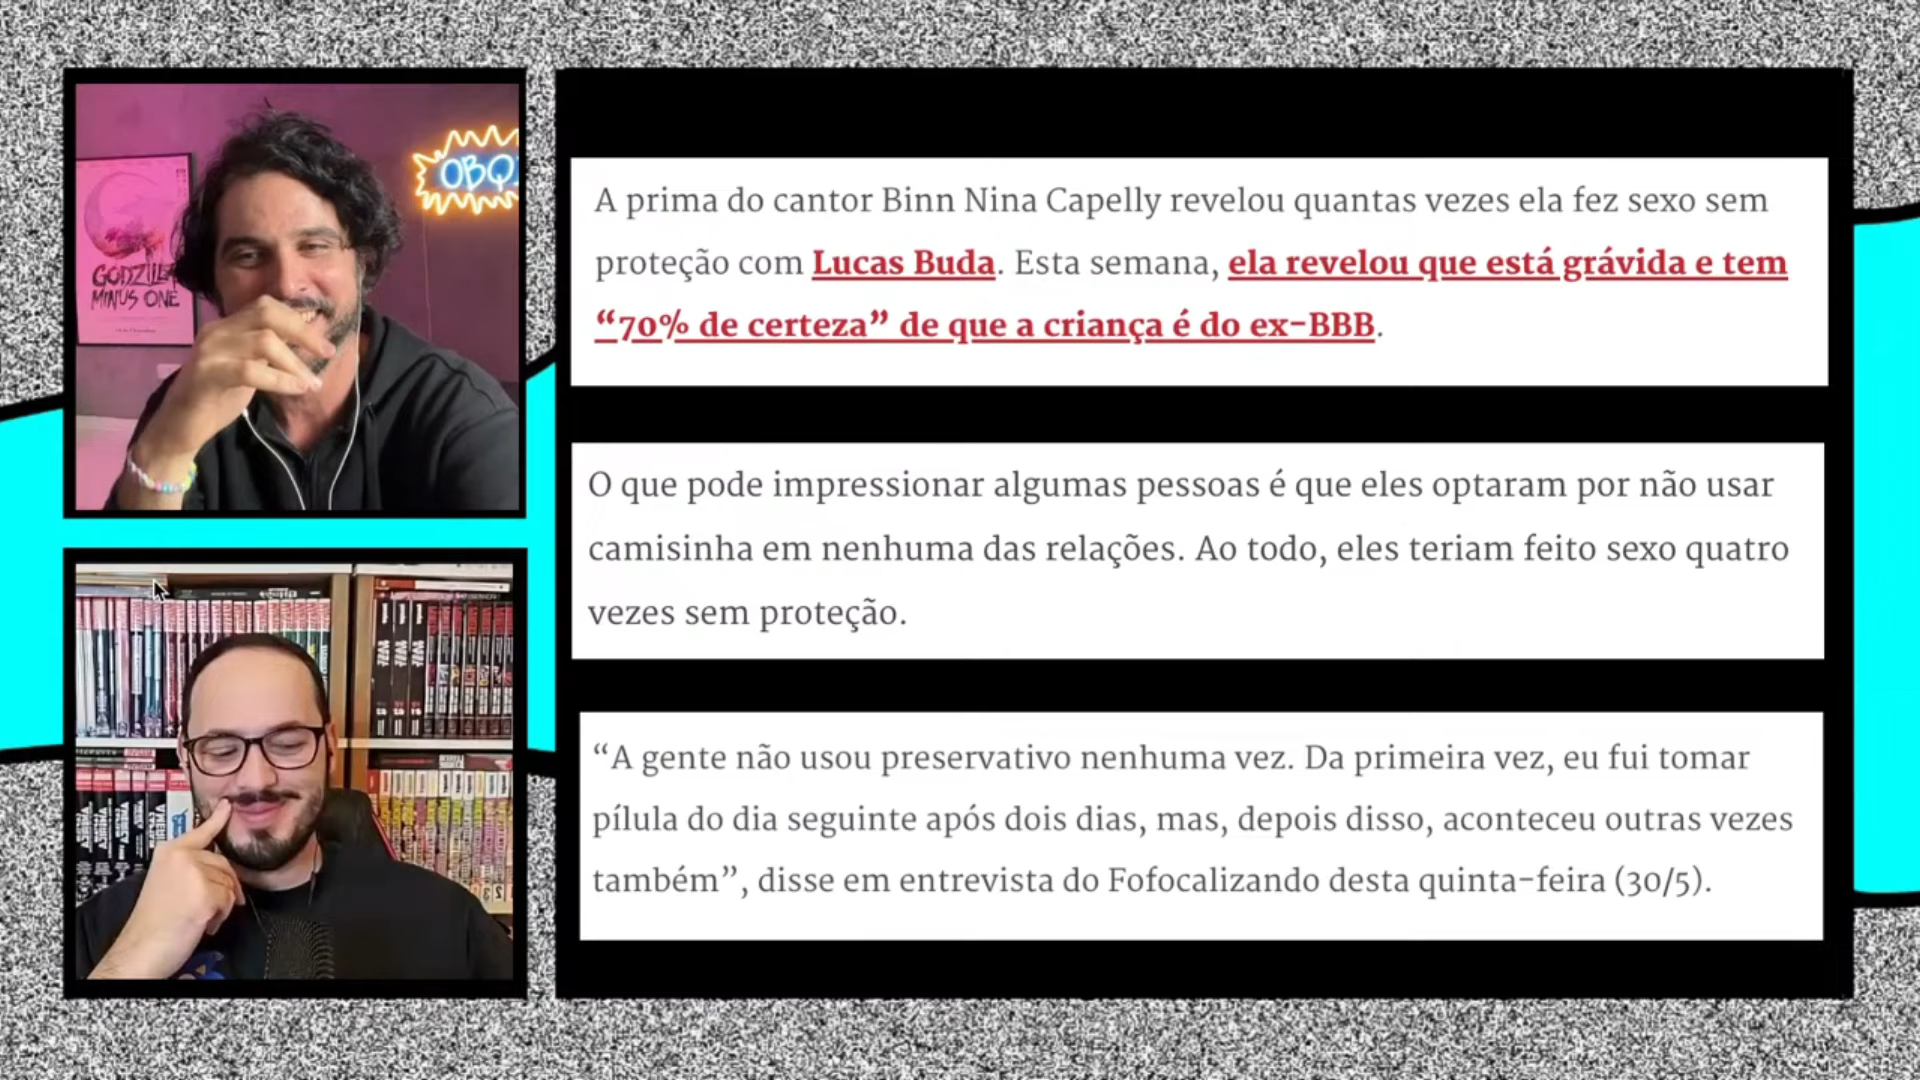 OBQ
GODZILLA
MINUS ONE
A prima do cantor Binn Nina Capelly revelou quantas vezes ela fez sexo sem
proteção com Lucas Buda. Esta semana, ela revelou que está grávida e tem
“70% de certeza” de que a criança é do ex-BBB.
O que pode impressionar algumas pessoas é que eles optaram por não usar
camisinha em nenhuma das relações. Ao todo, eles teriam feito sexo quatro
vezes sem proteção.
“A gente não usou preservativo nenhuma vez. Da primeira vez, eu fui tomar
pílula do dia seguinte após dois dias, mas, depois disso, aconteceu outras vezes
também”, disse em entrevista do Fofocalizando desta quinta-feira (30/5).